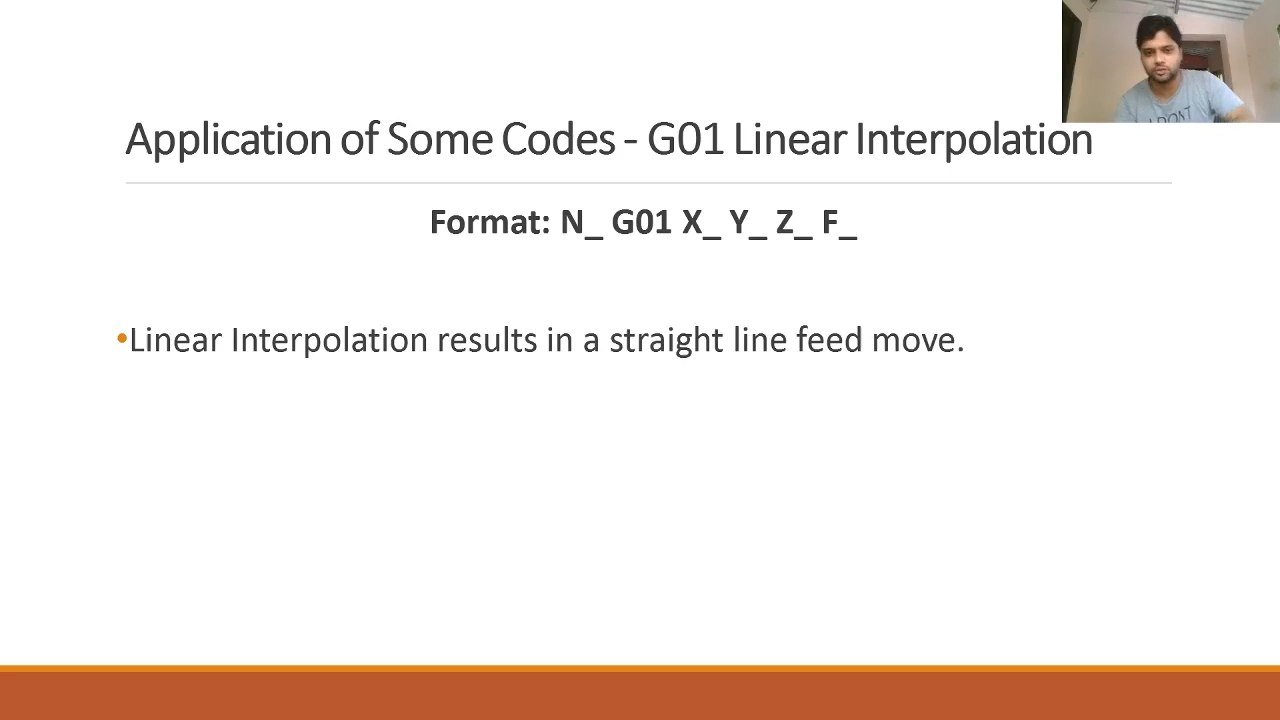 Application of Some Codes - G01 Linear Interpolation
Format: N_ G01 X_ Y_ Z_ F_
•Linear Interpolation results in a straight line feed move.